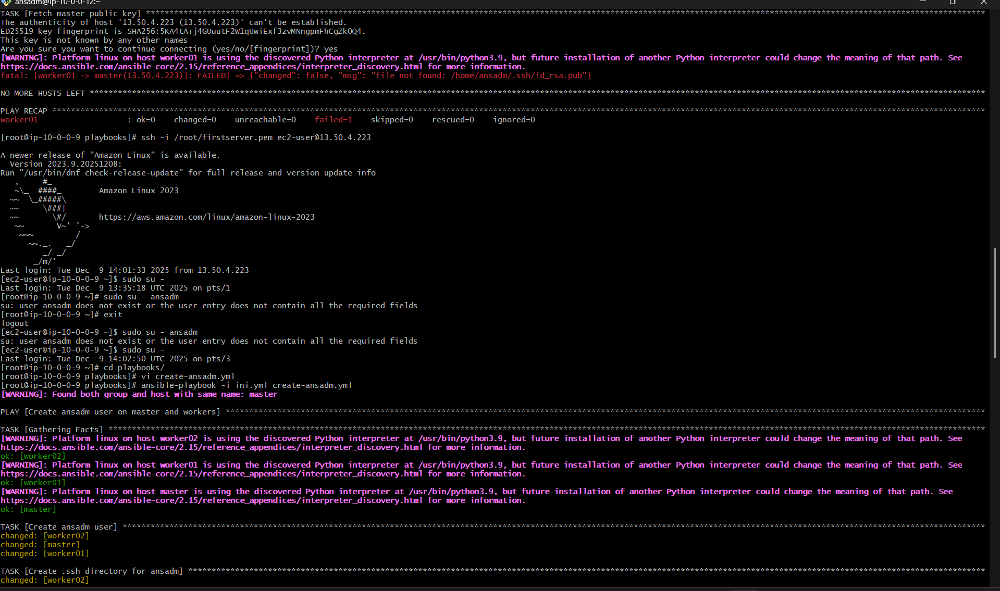 ansadm@ip-10-0-0-12:~
TASK [Fetch master public key] ***********************************************************************************************************************************************************************************
The authenticity of host '13.50.4.223 (13.50.4.223)' can't be established.
ED25519 key fingerprint is SHA256:5KA4tA+j4GUuutF2W1qUwiExf3zvMNngpmFhCgZk0Q4.
This key is not known by any other names
Are you sure you want to continue connecting (yes/no/[fingerprint])? yes
[WARNING]: Platform linux on host worker01 is using the discovered Python interpreter at /usr/bin/python3.9, but future installation of another Python interpreter could change the meaning of that path. See
https://docs.ansible.com/ansible-core/2.15/reference_appendices/interpreter_discovery.html for more information.
fatal: [worker01 -> master(13.50.4.223)]: FAILED! => {"changed": false, "msg": "file not found: /home/ansadm/.ssh/id_rsa.pub"}
NO MORE HOSTS LEFT ***********************************************************************************************************************************************************************************************
PLAY RECAP *******************************************************************************************************************************************************************************************************
worker01                   : ok=0    changed=0    unreachable=0    failed=1    skipped=0    rescued=0    ignored=0
[root@ip-10-0-0-9 playbooks]# ssh -i /root/firstserver.pem ec2-user@13.50.4.223
A newer release of "Amazon Linux" is available.
  Version 2023.9.20251208:
Run "/usr/bin/dnf check-release-update" for full release and version update info
   ,     #_
   ~\_  ####_        Amazon Linux 2023
  ~~  \_#####\
  ~~     \###|
  ~~       \#/ ___   https://aws.amazon.com/linux/amazon-linux-2023
   ~~       V~' '->
    ~~~         /
      ~~._.   _/
         _/ _/
       _/m/'
Last login: Tue Dec  9 14:01:33 2025 from 13.50.4.223
[ec2-user@ip-10-0-0-9 ~]$ sudo su -
Last login: Tue Dec  9 13:35:18 UTC 2025 on pts/1
[root@ip-10-0-0-9 ~]# sudo su - ansadm
su: user ansadm does not exist or the user entry does not contain all the required fields
[root@ip-10-0-0-9 ~]# exit
logout
[ec2-user@ip-10-0-0-9 ~]$ sudo su - ansadm
su: user ansadm does not exist or the user entry does not contain all the required fields
[ec2-user@ip-10-0-0-9 ~]$ sudo su -
Last login: Tue Dec  9 14:02:50 UTC 2025 on pts/3
[root@ip-10-0-0-9 ~]# cd playbooks/
[root@ip-10-0-0-9 playbooks]# vi create-ansadm.yml
[root@ip-10-0-0-9 playbooks]# ansible-playbook -i ini.yml create-ansadm.yml
[WARNING]: Found both group and host with same name: master
PLAY [Create ansadm user on master and workers] ******************************************************************************************************************************************************************
TASK [Gathering Facts] *******************************************************************************************************************************************************************************************
[WARNING]: Platform linux on host worker02 is using the discovered Python interpreter at /usr/bin/python3.9, but future installation of another Python interpreter could change the meaning of that path. See
https://docs.ansible.com/ansible-core/2.15/reference_appendices/interpreter_discovery.html for more information.
ok: [worker02]
[WARNING]: Platform linux on host worker01 is using the discovered Python interpreter at /usr/bin/python3.9, but future installation of another Python interpreter could change the meaning of that path. See
https://docs.ansible.com/ansible-core/2.15/reference_appendices/interpreter_discovery.html for more information.
ok: [worker01]
[WARNING]: Platform linux on host master is using the discovered Python interpreter at /usr/bin/python3.9, but future installation of another Python interpreter could change the meaning of that path. See
https://docs.ansible.com/ansible-core/2.15/reference_appendices/interpreter_discovery.html for more information.
ok: [master]
TASK [Create ansadm user] ****************************************************************************************************************************************************************************************
changed: [worker02]
changed: [master]
changed: [worker01]
TASK [Create .ssh directory for ansadm] **************************************************************************************************************************************************************************
changed: [worker02]